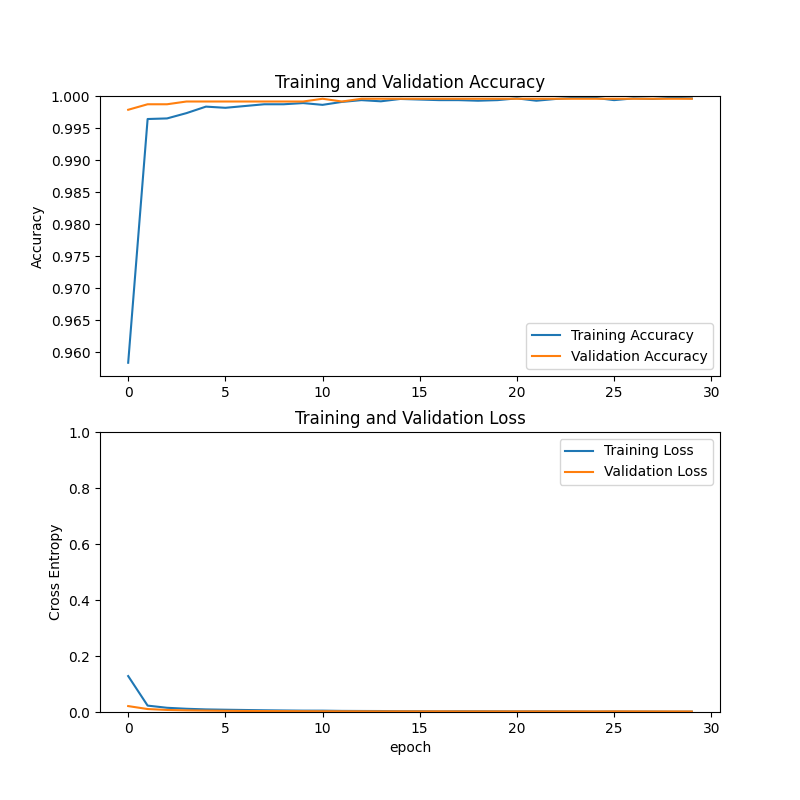 Training and Validation Accuracy
1.000
0.995
0.990
0.985
0.980
0.975
0.970
0.965
0.960
Accuracy
Training Accuracy
Validation Accuracy
0 5 10 15 20 25 30
Training and Validation Loss
1.0
0.8
0.6
0.4
0.2
0.0
Cross Entropy
Training Loss
Validation Loss
0 5 10 15 20 25 30
epoch